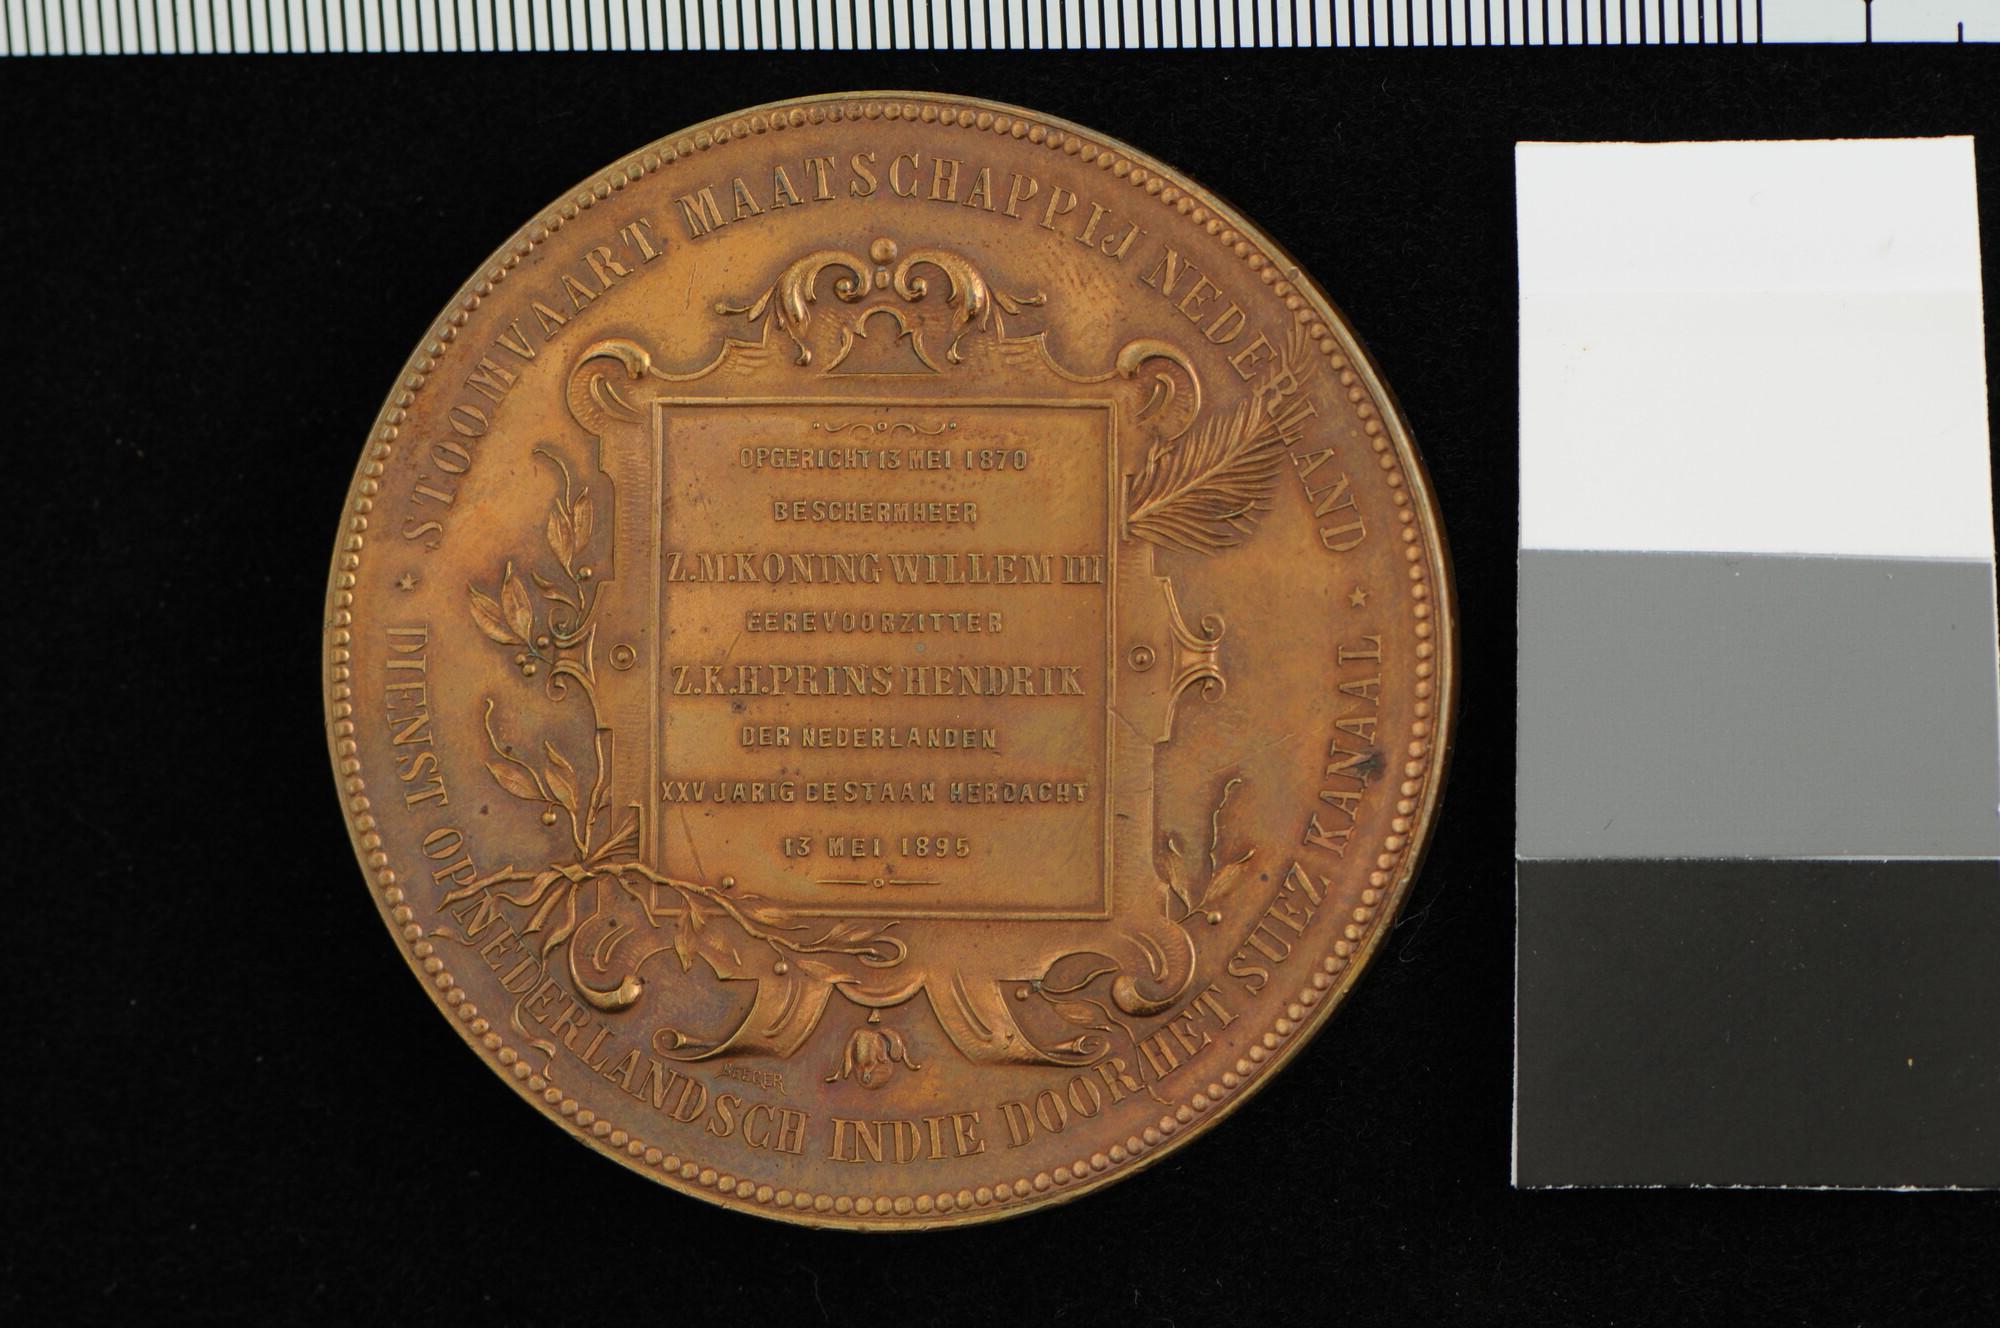 STOOMVAART MAATSCHAPPIJ NEDERLAND
OPGERICHT 13 MEI 1870
BESCHERMHEER
Z.M.KONING WILLEM III
EEREVOORZITTER
Z.K.H.PRINS HENDRIK
DER NEDERLANDEN
XXV JARIG BESTAAN HERDACHT
13 MEI 1895
BEEGER
DIENST OP NEDERLANDSCH INDIE DOOR HET SUEZ KANAAL